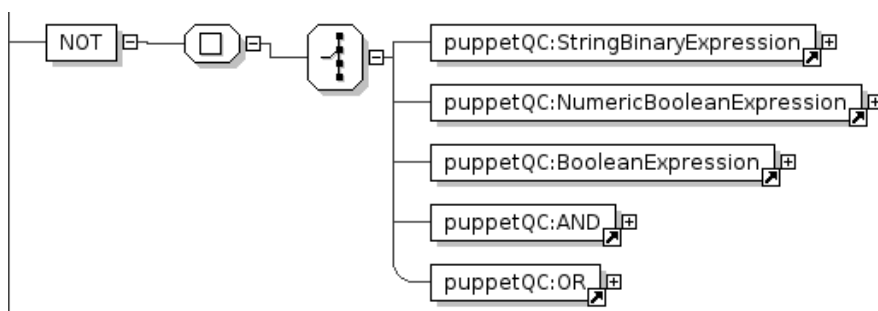 NOT
puppetQC:StringBinaryExpression
puppetQC:NumericBooleanExpression
puppetQC:BooleanExpression
puppetQC:AND
puppetQC:OR